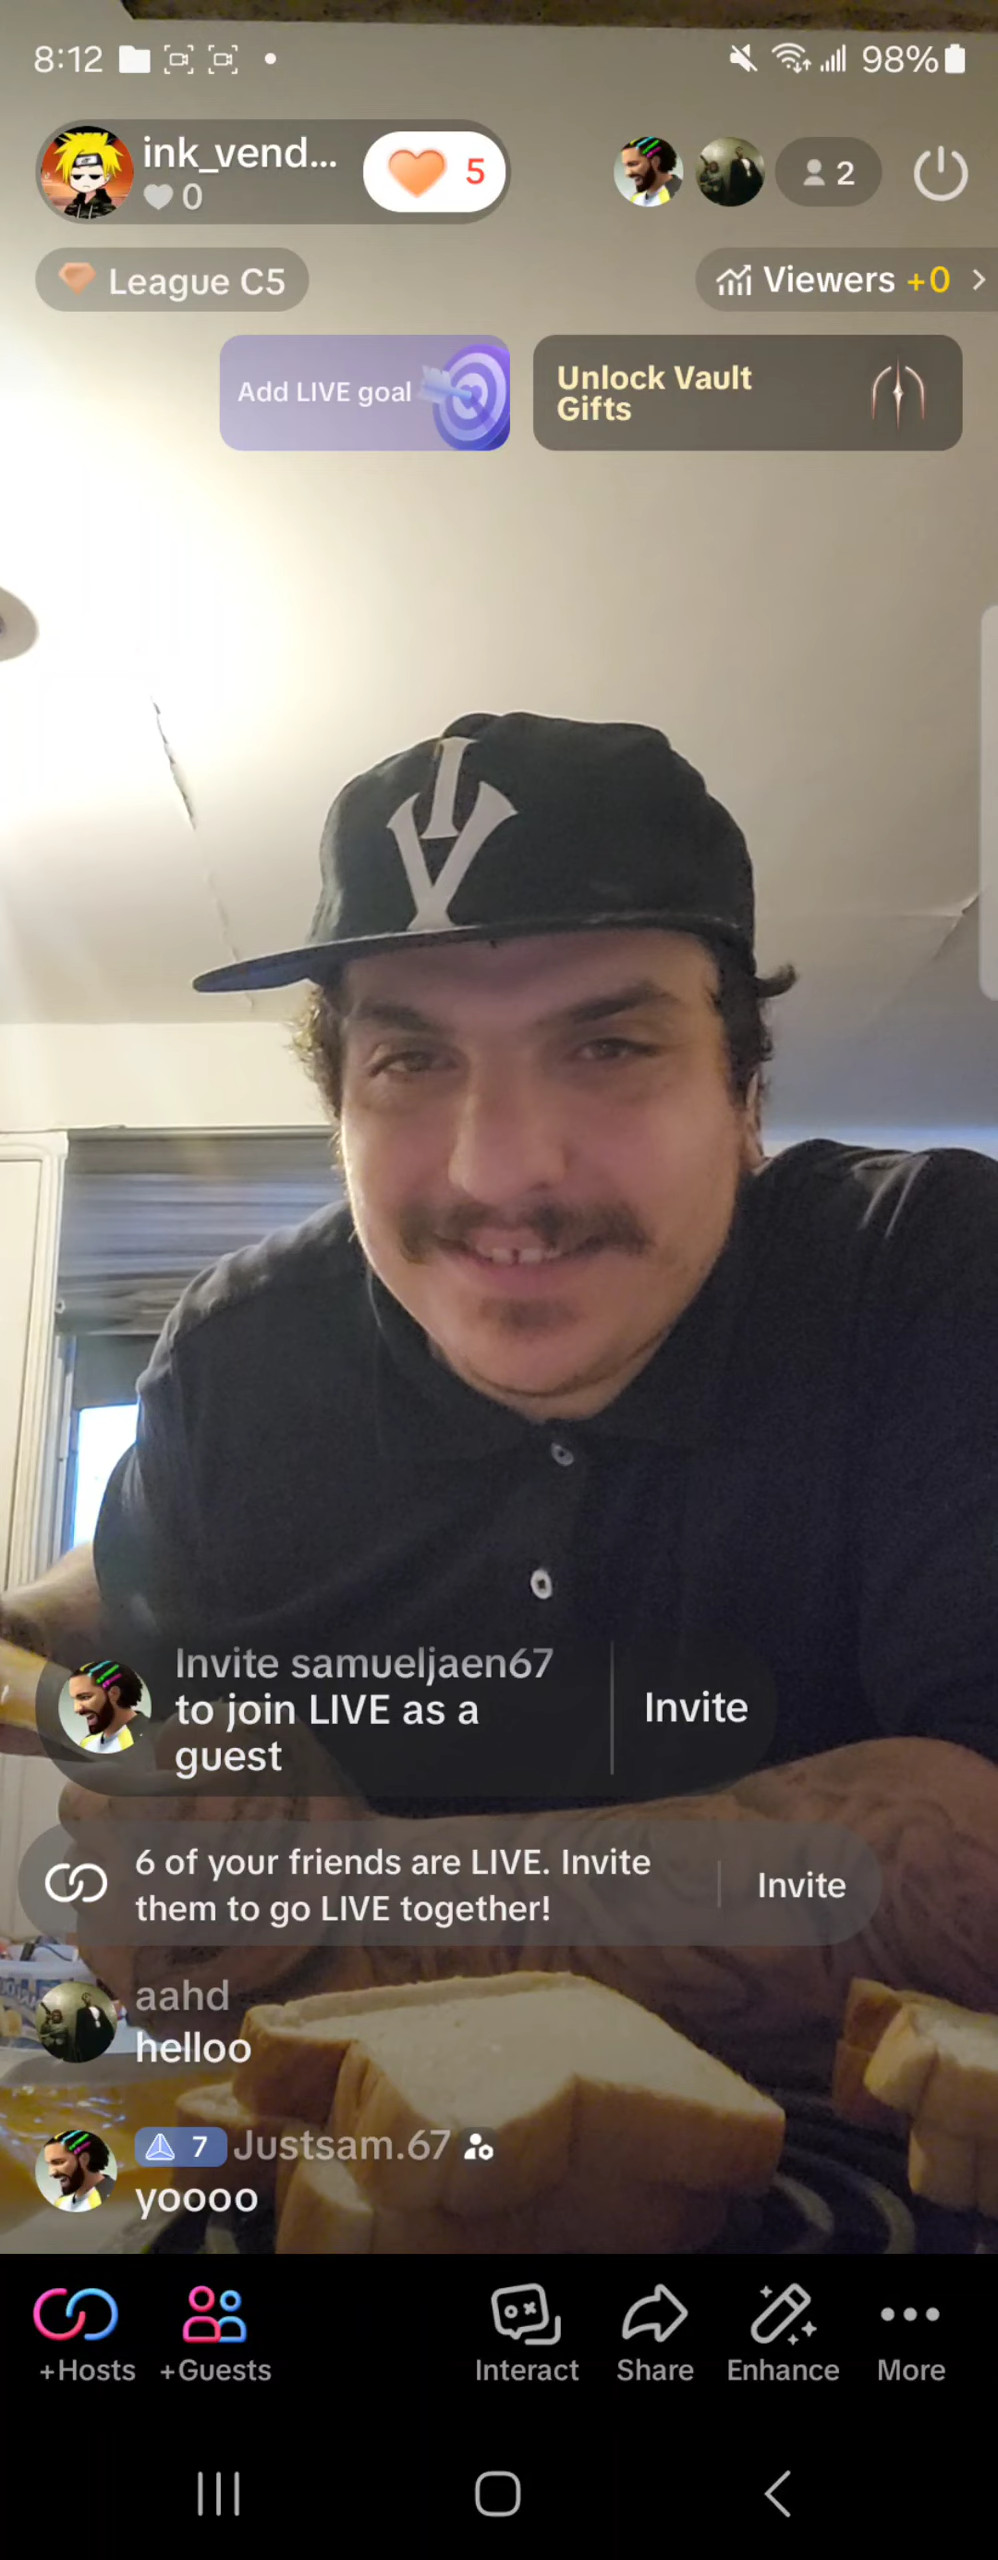 8:12
98%
ink_vend...
0
5
2
League C5
Viewers +0
Add LIVE goal
Unlock Vault
Gifts
IV
Invite samueljaen67
to join LIVE as a
guest
Invite
6 of your friends are LIVE. Invite
them to go LIVE together!
Invite
aahd
helloo
7 Justsam.67
yoooo
+Hosts
+Guests
Interact
Share
Enhance
More